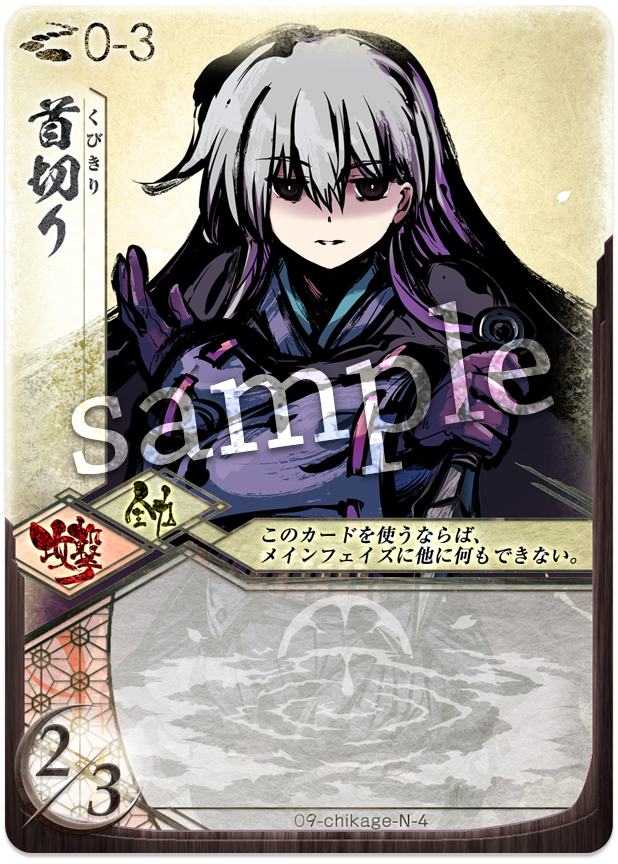 0-3
首切り
くびきり
sample
攻撃
全力
このカードを使うならば、
メインフェイズに他に何もできない。
2/3
09-chikage-N-4